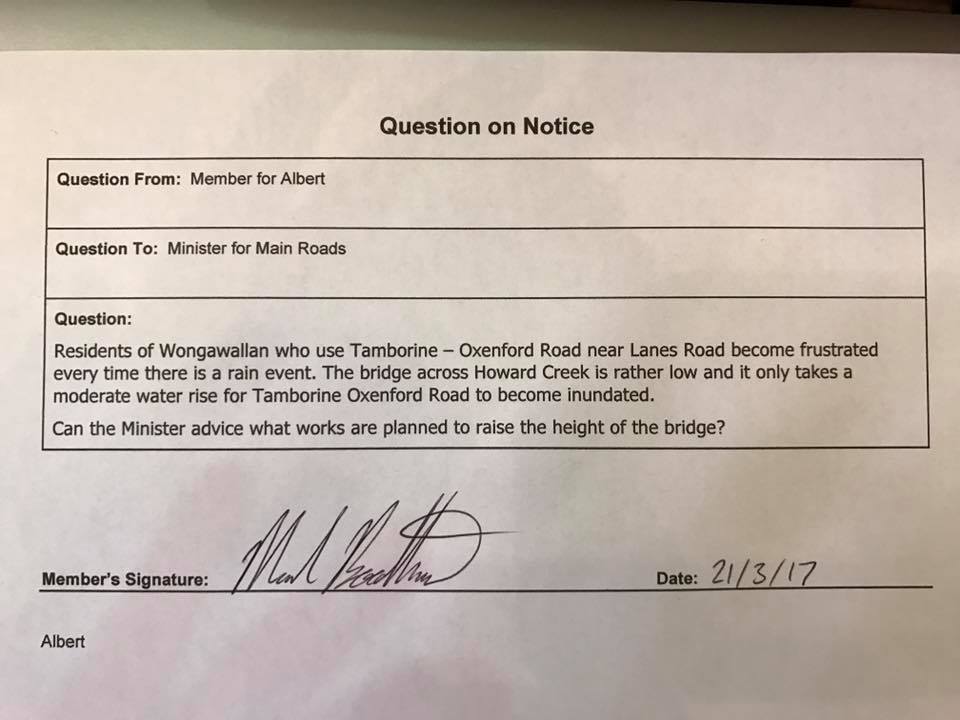 Question on Notice
Question From: Member for Albert
Question To: Minister for Main Roads
Question:
Residents of Wongawallan who use Tamborine – Oxenford Road near Lanes Road become frustrated
every time there is a rain event. The bridge across Howard Creek is rather low and it only takes a
moderate water rise for Tamborine Oxenford Road to become inundated.
Can the Minister advice what works are planned to raise the height of the bridge?
Member's Signature: Date: 21/3/17
Albert